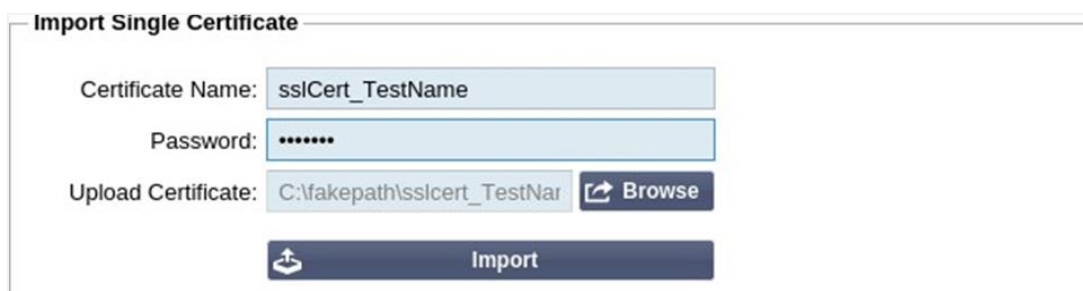 Import Single Certificate
Certificate Name: sslCert_TestName
Password: •••••••
Upload Certificate: C:\fakepath\sslcert_TestNar Browse
Import